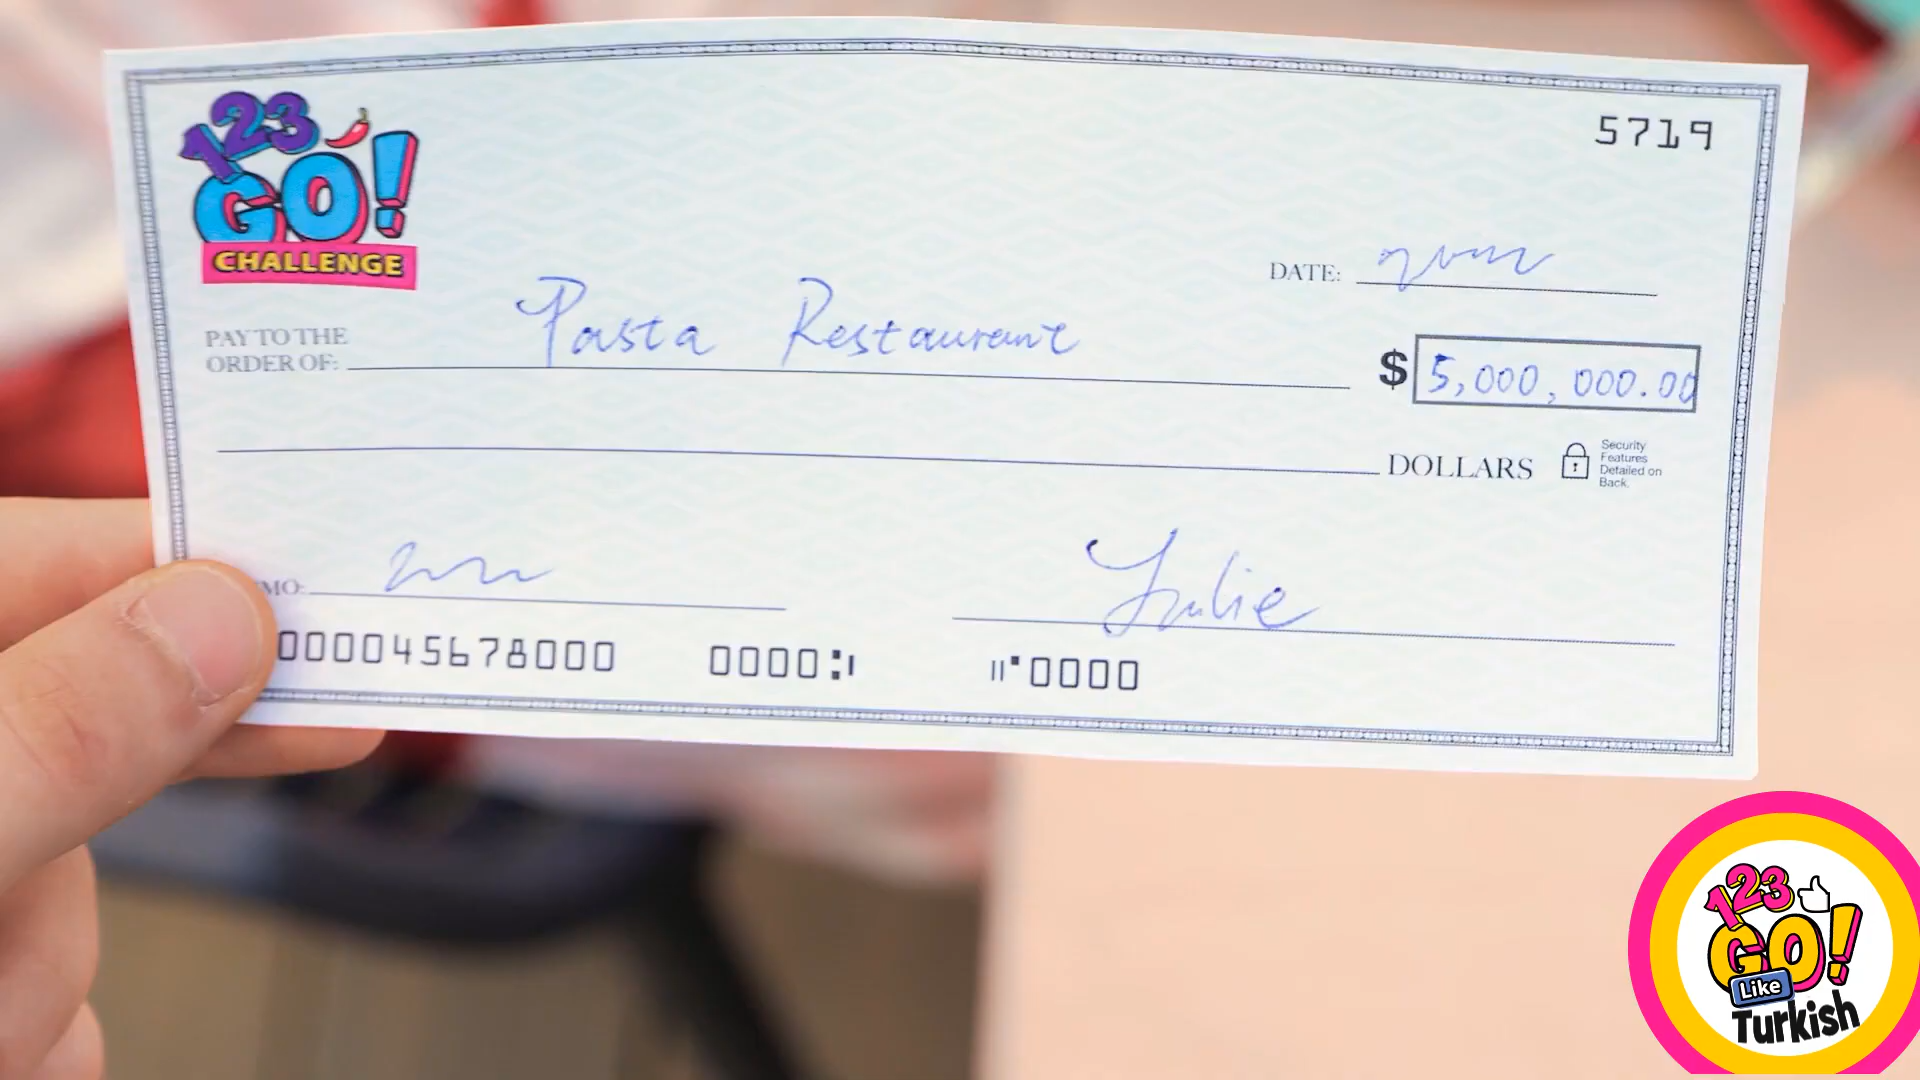 123 GO!
CHALLENGE
5719
DATE:
PAY TO THE
ORDER OF:
Pasta Restaurant
$ 5,000,000.00
DOLLARS
Security
Features
Detailed on
Back.
MO:
Julie
000045678000 0000 0000
123
GO!
Like
Turkish